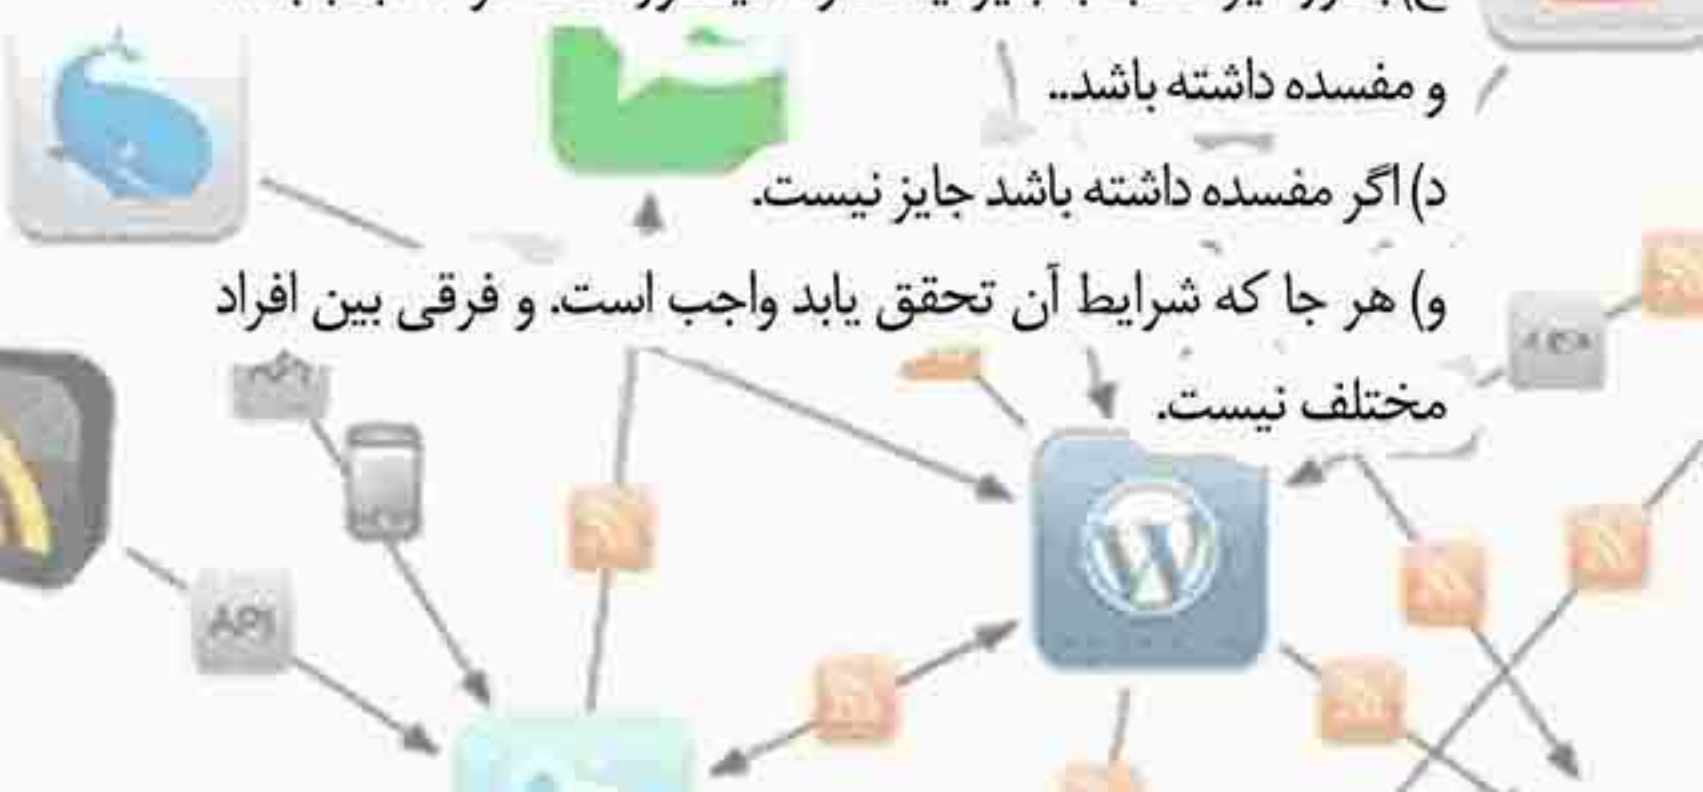 و مفسده داشته باشد..
د) اگر مفسده داشته باشد جایز نیست.
و) هر جا که شرایط آن تحقق یابد واجب است. و فرقی بین افراد
مختلف نیست.
API
API